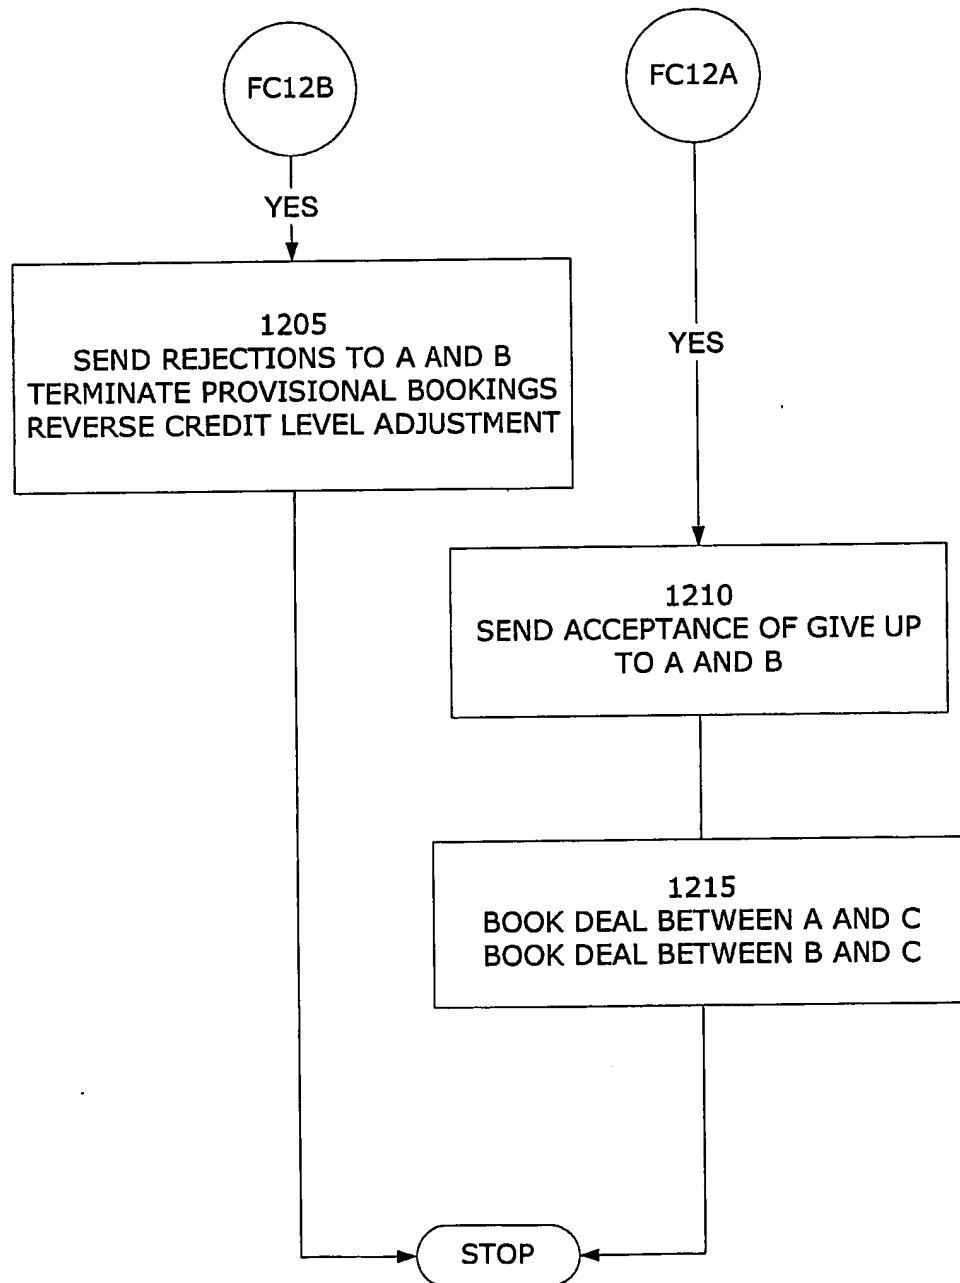 FC12B
FC12A
YES
YES
1205
SEND REJECTIONS TO A AND B
TERMINATE PROVISIONAL BOOKINGS
REVERSE CREDIT LEVEL ADJUSTMENT
1210
SEND ACCEPTANCE OF GIVE UP
TO A AND B
1215
BOOK DEAL BETWEEN A AND C
BOOK DEAL BETWEEN B AND C
STOP